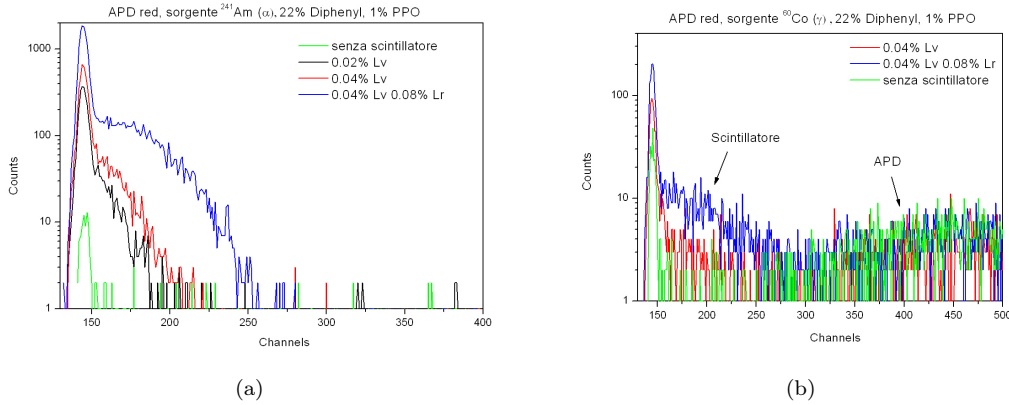 APD red, sorgente ²⁴¹Am (α), 22% Diphenyl, 1% PPO
senza scintillatore
0.02% Lv
0.04% Lv
0.04% Lv 0.08% Lr
1000
100
10
1
Counts
150 200 250 300 350 400
Channels
(a)
APD red, sorgente ⁶⁰Co (γ), 22% Diphenyl, 1% PPO
0.04% Lv
0.04% Lv 0.08% Lr
senza scintillatore
Scintillatore
APD
100
10
1
Counts
150 200 250 300 350 400 450 500
Channels
(b)